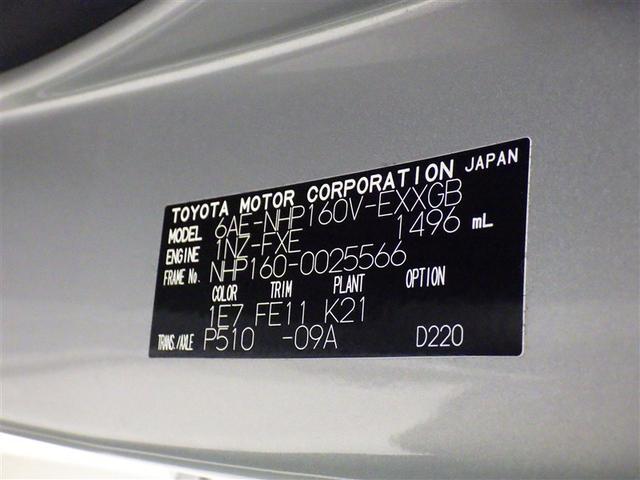 TOYOTA MOTOR CORPORATION JAPAN
MODEL 6AE-NHP160V-EXXGB
ENGINE 1NZ-FXE 1496 mL
FRAME No. NHP160-0025566
COLOR TRIM PLANT OPTION
1E7 FE11 K21
TRANS./AXLE P510 -09A D220